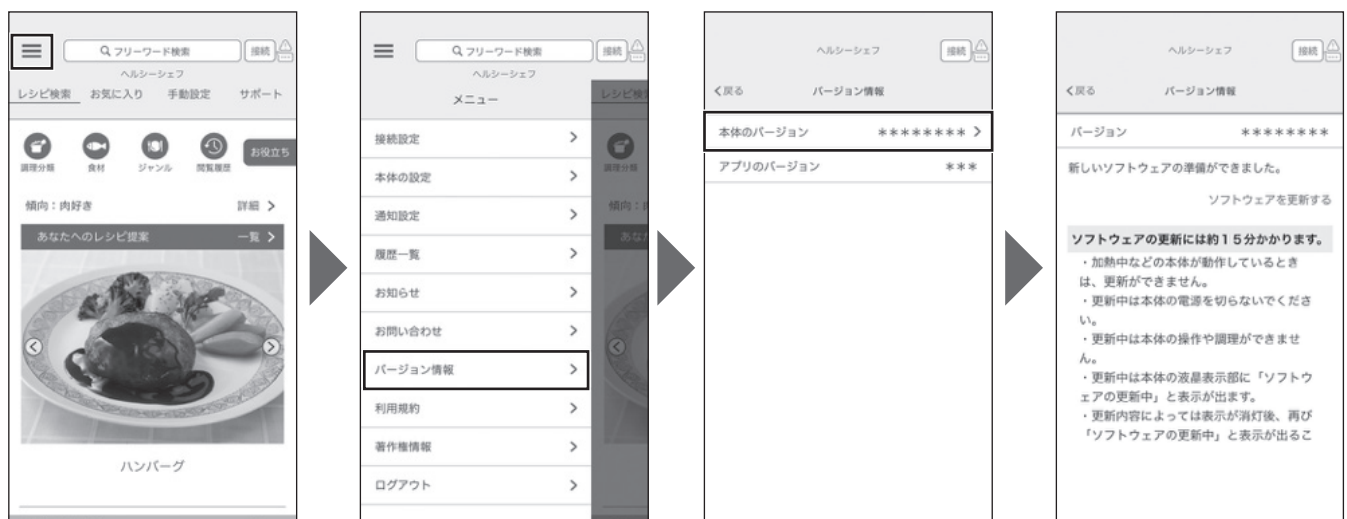 フリーワード検索
接続
ヘルシーシェフ
レシピ検索 お気に入り 手動設定 サポート
調理分類 食材 ジャンル 閲覧履歴 お役立ち
傾向：肉好き 詳細 >
あなたへのレシピ提案 一覧 >
ハンバーグ
フリーワード検索
接続
ヘルシーシェフ
メニュー
レシピ検
接続設定 >
本体の設定 >
通知設定 >
履歴一覧 >
お知らせ >
お問い合わせ >
バージョン情報 >
利用規約 >
著作権情報 >
ログアウト >
調理分類
傾向：
あなた
ヘルシーシェフ
接続
<戻る バージョン情報
本体のバージョン ******** >
アプリのバージョン ***
ヘルシーシェフ
接続
<戻る バージョン情報
バージョン ********
新しいソフトウェアの準備ができました。
ソフトウェアを更新する
ソフトウェアの更新には約１５分かかります。
・加熱中などの本体が動作しているとき
は、更新ができません。
・更新中は本体の電源を切らないでくださ
い。
・更新中は本体の操作や調理ができませ
ん。
・更新中は本体の液晶表示部に「ソフトウ
ェアの更新中」と表示が出ます。
・更新内容によっては表示が消灯後、再び
「ソフトウェアの更新中」と表示が出るこ